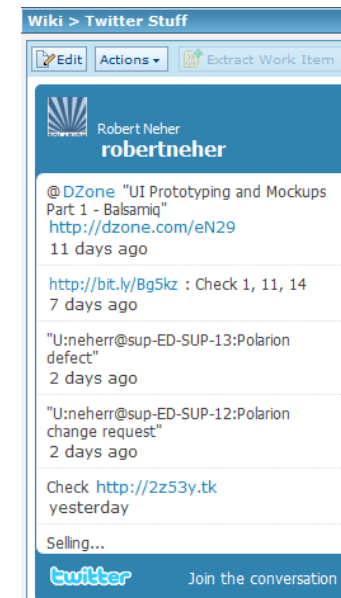 Wiki > Twitter Stuff
Edit Actions Extract Work Item
Robert Neher
robertneher
@DZone "UI Prototyping and Mockups
Part 1 - Balsamiq"
http://dzone.com/eN29
11 days ago
http://bit.ly/Bg5kz : Check 1, 11, 14
7 days ago
"U:neherr@sup-ED-SUP-13:Polarion
defect"
2 days ago
"U:neherr@sup-ED-SUP-12:Polarion
change request"
2 days ago
Check http://2z53y.tk
yesterday
Selling...
twitter Join the conversation